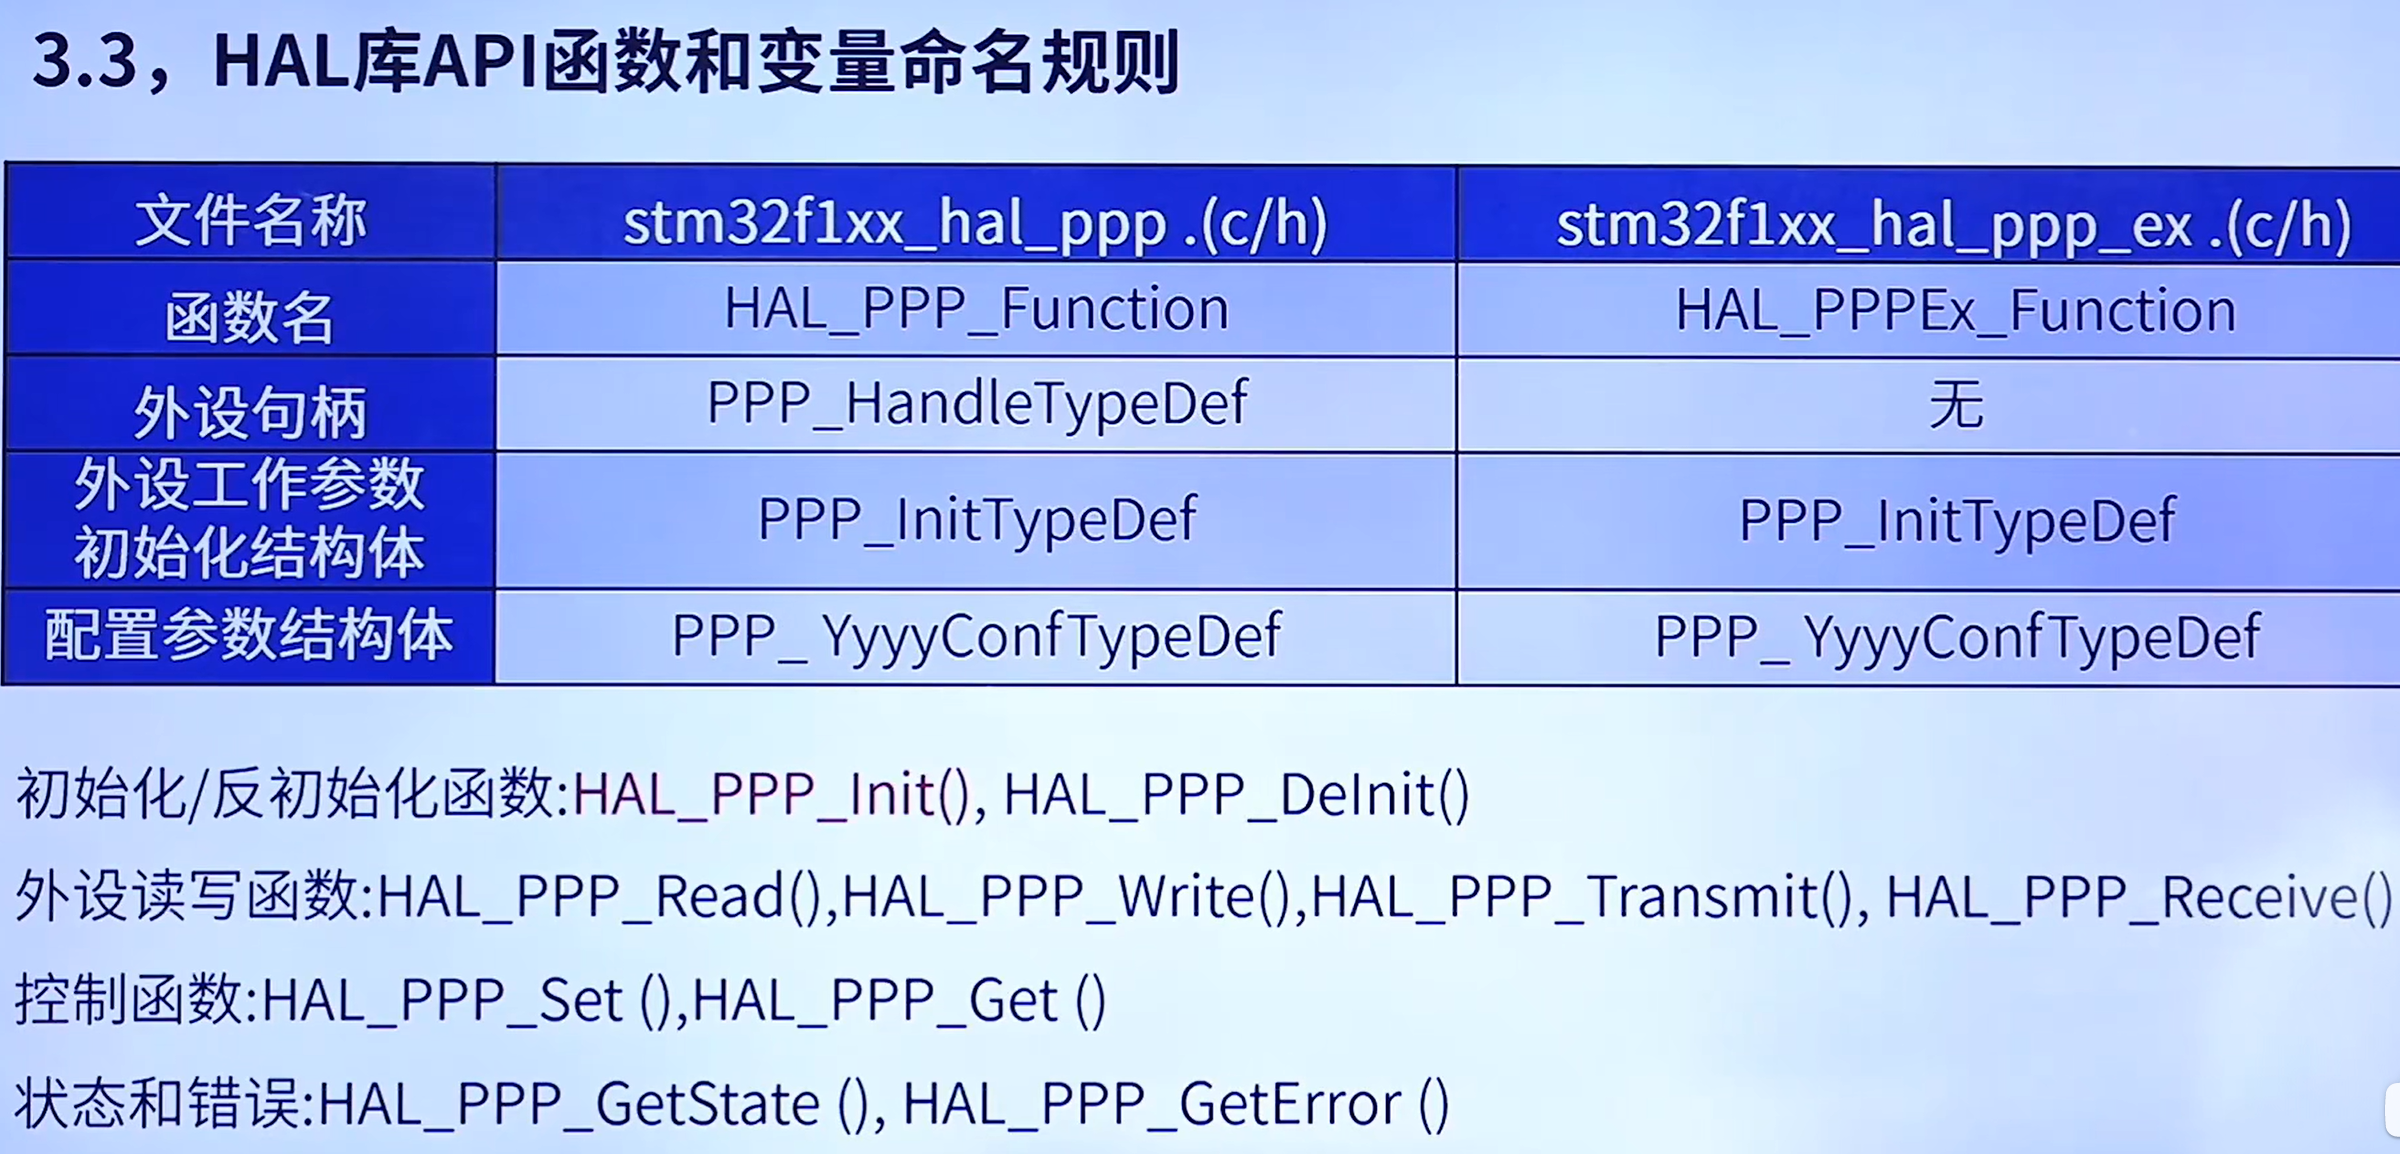 3.3，HAL库API函数和变量命名规则
文件名称 stm32f1xx_hal_ppp .(c/h) stm32f1xx_hal_ppp_ex .(c/h)
函数名 HAL_PPP_Function HAL_PPPEx_Function
外设句柄 PPP_HandleTypeDef 无
外设工作参数
初始化结构体 PPP_InitTypeDef PPP_InitTypeDef
配置参数结构体 PPP_ YyyyConfTypeDef PPP_ YyyyConfTypeDef
初始化/反初始化函数:HAL_PPP_Init(), HAL_PPP_DeInit()
外设读写函数:HAL_PPP_Read(),HAL_PPP_Write(),HAL_PPP_Transmit(), HAL_PPP_Receive()
控制函数:HAL_PPP_Set (),HAL_PPP_Get ()
状态和错误:HAL_PPP_GetState (), HAL_PPP_GetError ()